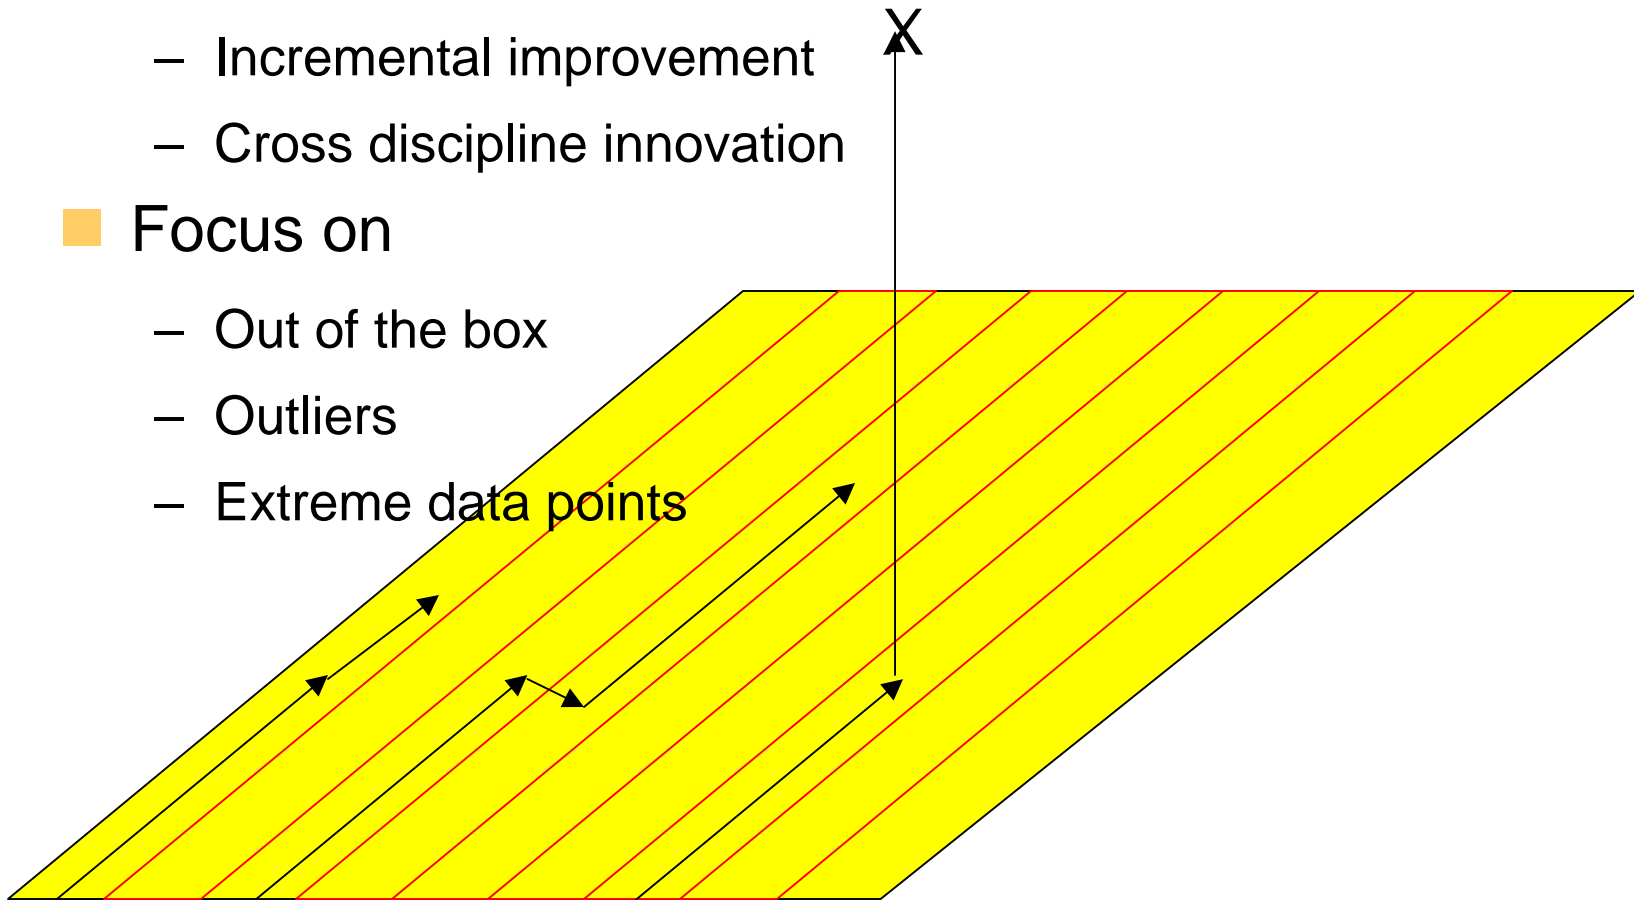 X
– Incremental improvement
– Cross discipline innovation
Focus on
– Out of the box
– Outliers
– Extreme data points